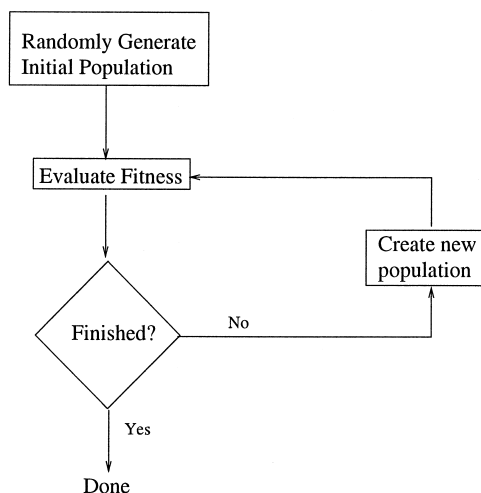 Randomly Generate
Initial Population
Evaluate Fitness
Create new
population
Finished?
No
Yes
Done